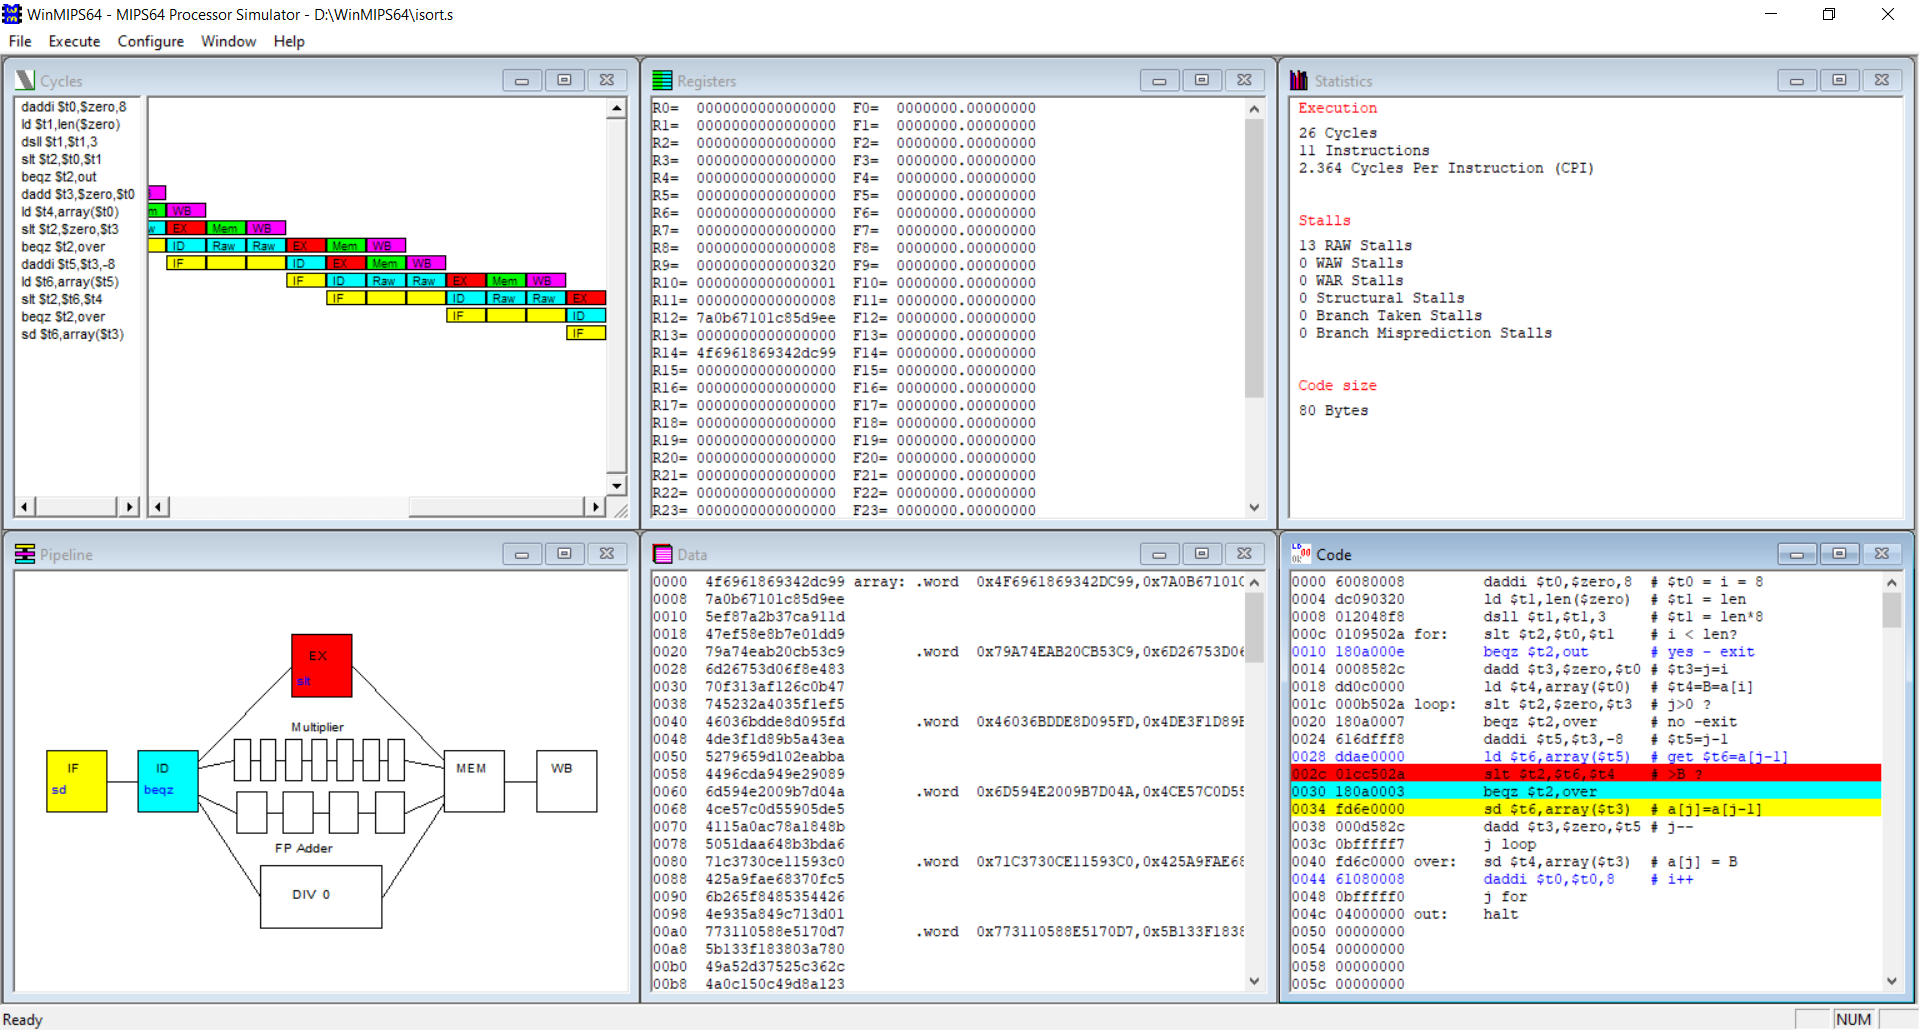 WinMIPS64 - MIPS64 Processor Simulator - D:\WinMIPS64\isort.s
File Execute Configure Window Help
Cycles
daddi $t0,$zero,8
ld $t1,len($zero)
dsll $t1,$t1,3
slt $t2,$t0,$t1
beqz $t2,out
dadd $t3,$zero,$t0
ld $t4,array($t0)
slt $t2,$zero,$t3
beqz $t2,over
daddi $t5,$t3,-8
ld $t6,array($t5)
slt $t2,$t6,$t4
beqz $t2,over
sd $t6,array($t3)
WB
EX Mem WB
ID Raw Raw EX Mem WB
IF ID EX Mem WB
IF ID Raw Raw EX Mem WB
IF ID Raw Raw EX
IF ID
IF
Registers
R0= 0000000000000000 F0= 0000000.00000000
R1= 0000000000000000 F1= 0000000.00000000
R2= 0000000000000000 F2= 0000000.00000000
R3= 0000000000000000 F3= 0000000.00000000
R4= 0000000000000000 F4= 0000000.00000000
R5= 0000000000000000 F5= 0000000.00000000
R6= 0000000000000000 F6= 0000000.00000000
R7= 0000000000000000 F7= 0000000.00000000
R8= 0000000000000008 F8= 0000000.00000000
R9= 0000000000000320 F9= 0000000.00000000
R10= 0000000000000001 F10= 0000000.00000000
R11= 0000000000000008 F11= 0000000.00000000
R12= 7a0b67101c85d9ee F12= 0000000.00000000
R13= 0000000000000000 F13= 0000000.00000000
R14= 4f6961869342dc99 F14= 0000000.00000000
R15= 0000000000000000 F15= 0000000.00000000
R16= 0000000000000000 F16= 0000000.00000000
R17= 0000000000000000 F17= 0000000.00000000
R18= 0000000000000000 F18= 0000000.00000000
R19= 0000000000000000 F19= 0000000.00000000
R20= 0000000000000000 F20= 0000000.00000000
R21= 0000000000000000 F21= 0000000.00000000
R22= 0000000000000000 F22= 0000000.00000000
R23= 0000000000000000 F23= 0000000.00000000
Statistics
Execution
26 Cycles
11 Instructions
2.364 Cycles Per Instruction (CPI)
Stalls
13 RAW Stalls
0 WAW Stalls
0 WAR Stalls
0 Structural Stalls
0 Branch Taken Stalls
0 Branch Misprediction Stalls
Code size
80 Bytes
Pipeline
EX
slt
Multiplier
IF ID MEM WB
sd beqz
FP Adder
DIV 0
Data
0000 4f6961869342dc99 array: .word 0x4F6961869342DC99,0x7A0B67101C
0008 7a0b67101c85d9ee
0010 5ef87a2b37ca911d
0018 47ef58e8b7e01dd9
0020 79a74eab20cb53c9 .word 0x79A74EAB20CB53C9,0x6D26753D06
0028 6d26753d06f8e483
0030 70f313af126c0b47
0038 745232a4035f1ef5
0040 46036bdde8d095fd .word 0x46036BDDE8D095FD,0x4DE3F1D89B
0048 4de3f1d89b5a43ea
0050 5279659d102eabba
0058 4496cda949e29089
0060 6d594e2009b7d04a .word 0x6D594E2009B7D04A,0x4CE57C0D55
0068 4ce57c0d55905de5
0070 4115a0ac78a1848b
0078 5051daa648b3bda6
0080 71c3730ce11593c0 .word 0x71C3730CE11593C0,0x425A9FAE68
0088 425a9fae68370fc5
0090 6b265f8485354426
0098 4e935a849c713d01
00a0 773110588e5170d7 .word 0x773110588E5170D7,0x5B133F1838
00a8 5b133f183803a780
00b0 49a52d37525c362c
00b8 4a0c150c49d8a123
Code
0000 60080008 daddi $t0,$zero,8 # $t0 = i = 8
0004 dc090320 ld $t1,len($zero) # $t1 = len
0008 012048f8 dsll $t1,$t1,3 # $t1 = len*8
000c 0109502a for: slt $t2,$t0,$t1 # i < len?
0010 180a000e beqz $t2,out # yes - exit
0014 0008582c dadd $t3,$zero,$t0 # $t3=j=i
0018 dd0c0000 ld $t4,array($t0) # $t4=B=a[i]
001c 000b502a loop: slt $t2,$zero,$t3 # j>0 ?
0020 180a0007 beqz $t2,over # no -exit
0024 616dfff8 daddi $t5,$t3,-8 # $t5=j-1
0028 ddae0000 ld $t6,array($t5) # get $t6=a[j-1]
002c 01cc502a slt $t2,$t6,$t4 # >B ?
0030 180a0003 beqz $t2,over
0034 fd6e0000 sd $t6,array($t3) # a[j]=a[j-1]
0038 000d582c dadd $t3,$zero,$t5 # j--
003c 0bfffff7 j loop
0040 fd6c0000 over: sd $t4,array($t3) # a[j] = B
0044 61080008 daddi $t0,$t0,8 # i++
0048 0bfffff0 j for
004c 04000000 out: halt
0050 00000000
0054 00000000
0058 00000000
005c 00000000
Ready NUM